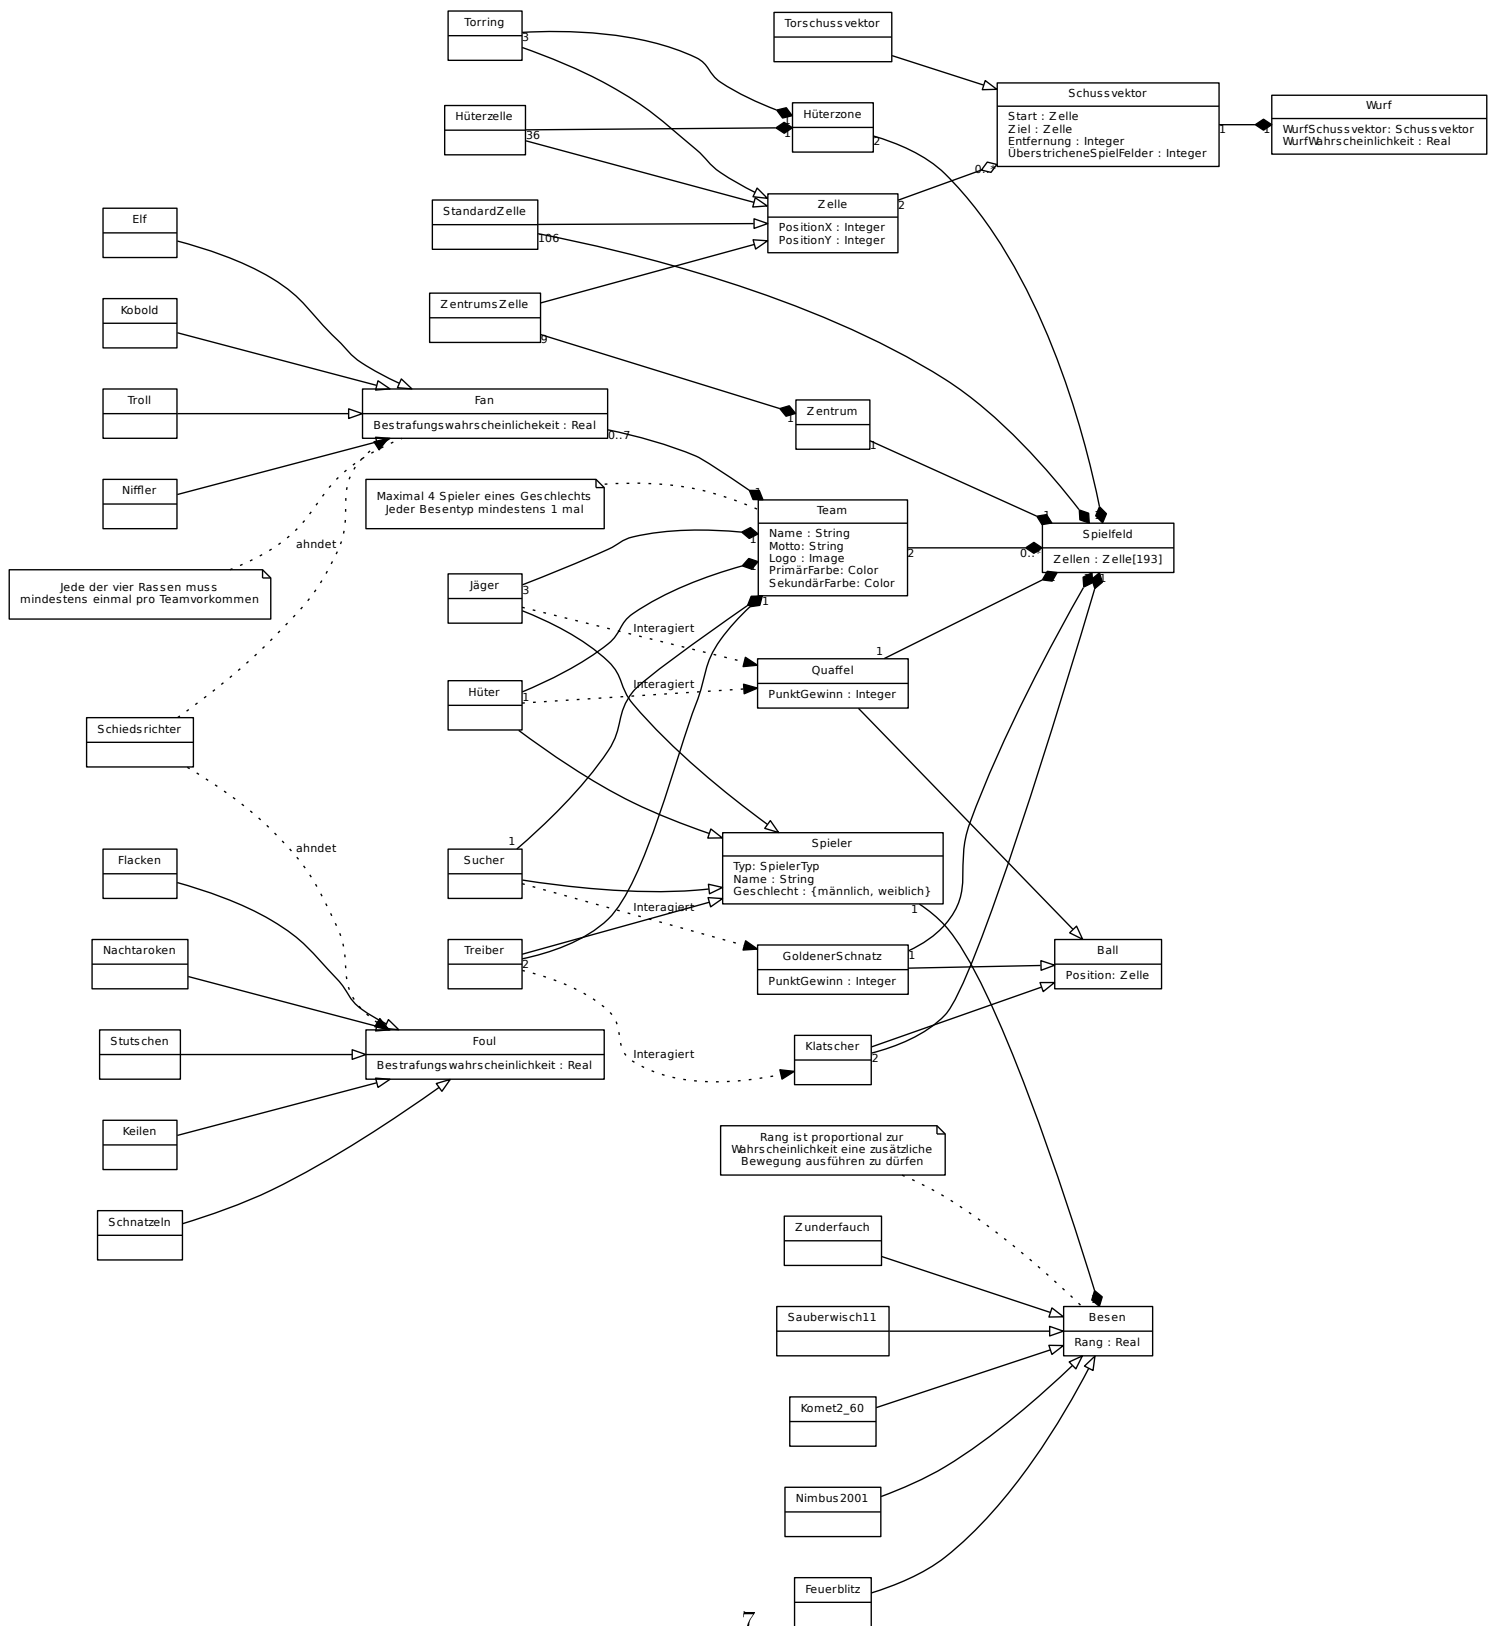 Torring
3
Torschussvektor
Schussvektor
Start : Zelle
Ziel : Zelle
Entfernung : Integer
ÜberstricheneSpielFelder : Integer
1
1
Wurf
WurfSchussvektor: Schussvektor
WurfWahrscheinlichkeit : Real
Hüterzelle
36
1
1
Hüterzone
2
0..
2
Zelle
PositionX : Integer
PositionY : Integer
StandardZelle
106
Elf
ZentrumsZelle
9
Kobold
Troll
Fan
Bestrafungswahrscheinlichekeit : Real
0..7
1
Zentrum
1
Niffler
Maximal 4 Spieler eines Geschlechts
Jeder Besentyp mindestens 1 mal
1
Team
Name : String
Motto: String
Logo : Image
PrimärFarbe: Color
SekundärFarbe: Color
1
2
0..
1
Spielfeld
Zellen : Zelle[193]
ahndet
Jede der vier Rassen muss
mindestens einmal pro Teamvorkommen
Jäger
3
1
Interagiert
1
Quaffel
PunktGewinn : Integer
Hüter
1
Interagiert
Schiedsrichter
ahndet
1
Sucher
Spieler
Typ: SpielerTyp
Name : String
Geschlecht : {männlich, weiblich}
1
Interagiert
Flacken
Nachtaroken
Treiber
2
GoldenerSchnatz
PunktGewinn : Integer
1
Ball
Position: Zelle
Stutschen
Foul
Bestrafungswahrscheinlichkeit : Real
Interagiert
Klatscher
2
Keilen
Rang ist proportional zur
Wahrscheinlichkeit eine zusätzliche
Bewegung ausführen zu dürfen
Schnatzeln
Zunderfauch
Sauberwisch11
Besen
Rang : Real
Komet2_60
Nimbus2001
Feuerblitz
7